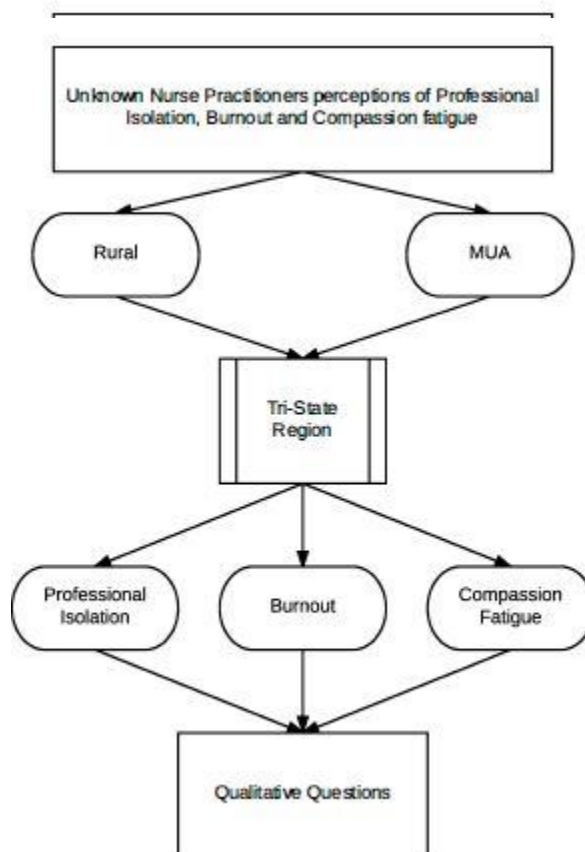 Unknown Nurse Practitioners perceptions of Professional
Isolation, Burnout and Compassion fatigue
Rural
MUA
Tri-State
Region
Professional
Isolation
Burnout
Compassion
Fatigue
Qualitative Questions